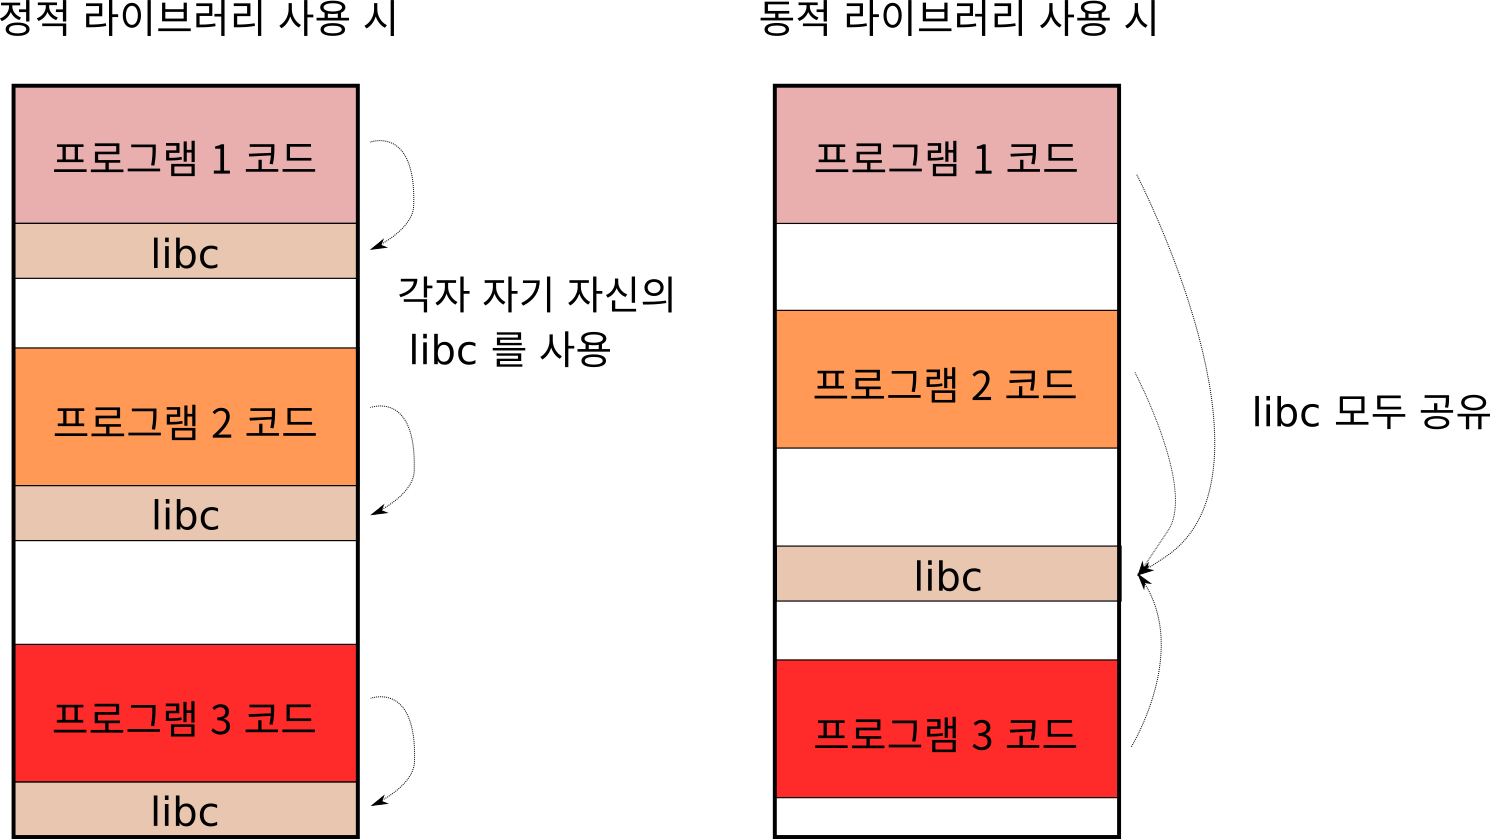 정적 라이브러리 사용 시
프로그램 1 코드
libc
각자 자기 자신의
libc 를 사용
프로그램 2 코드
libc
프로그램 3 코드
libc
동적 라이브러리 사용 시
프로그램 1 코드
프로그램 2 코드
libc 모두 공유
libc
프로그램 3 코드